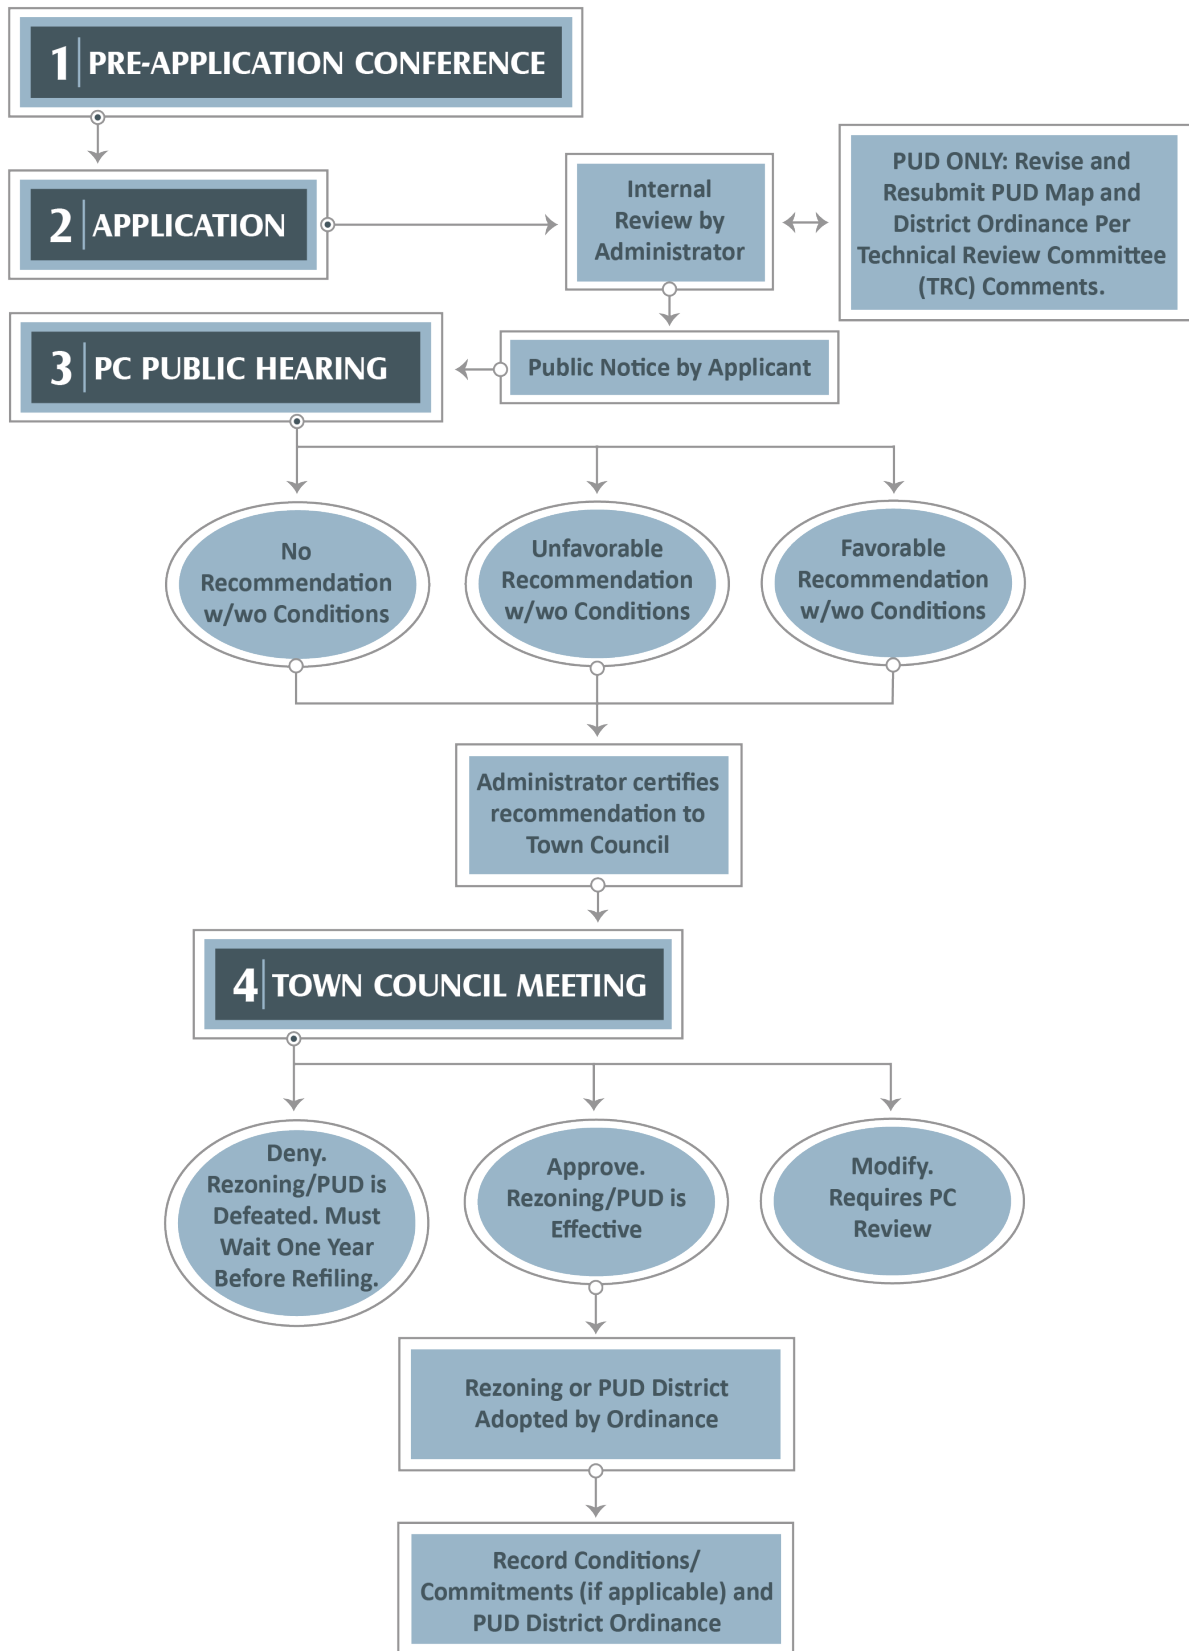 1 PRE-APPLICATION CONFERENCE
2 APPLICATION
Internal
Review by
Administrator
PUD ONLY: Revise and
Resubmit PUD Map and
District Ordinance Per
Technical Review Committee
(TRC) Comments.
Public Notice by Applicant
3 PC PUBLIC HEARING
No
Recommendation
w/wo Conditions
Unfavorable
Recommendation
w/wo Conditions
Favorable
Recommendation
w/wo Conditions
Administrator certifies
recommendation to
Town Council
4 TOWN COUNCIL MEETING
Deny.
Rezoning/PUD is
Defeated. Must
Wait One Year
Before Refiling.
Approve.
Rezoning/PUD is
Effective
Modify.
Requires PC
Review
Rezoning or PUD District
Adopted by Ordinance
Record Conditions/
Commitments (if applicable) and
PUD District Ordinance